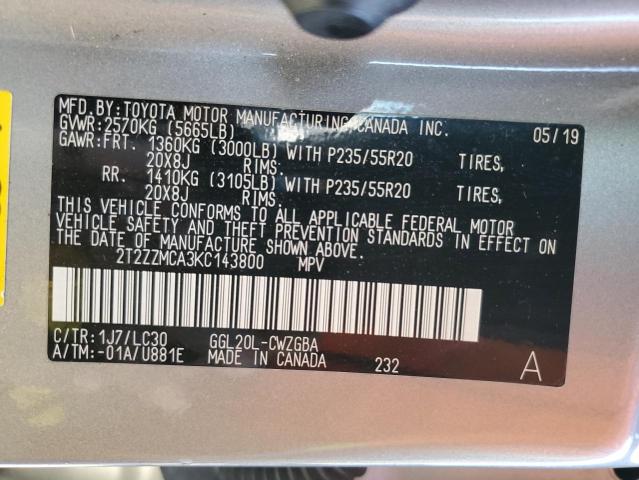 MFD.BY:TOYOTA MOTOR MANUFACTURING CANADA INC. 05/19
GVWR:2570KG (5665LB)
GAWR:FRT. 1360KG (3000LB) WITH P235/55R20 TIRES,
20X8J RIMS:
RR. 1410KG (3105LB) WITH P235/55R20 TIRES,
20X8J RIMS:
THIS VEHICLE CONFORMS TO ALL APPLICABLE FEDERAL MOTOR
VEHICLE SAFETY AND THEFT PREVENTION STANDARDS IN EFFECT ON
THE DATE OF MANUFACTURE SHOWN ABOVE.
2T2ZZMCA3KC143800 MPV
C/TR:1J7/LC30 GGL20L-CWZGBA
A/TM:-01A/U881E MADE IN CANADA 232 A